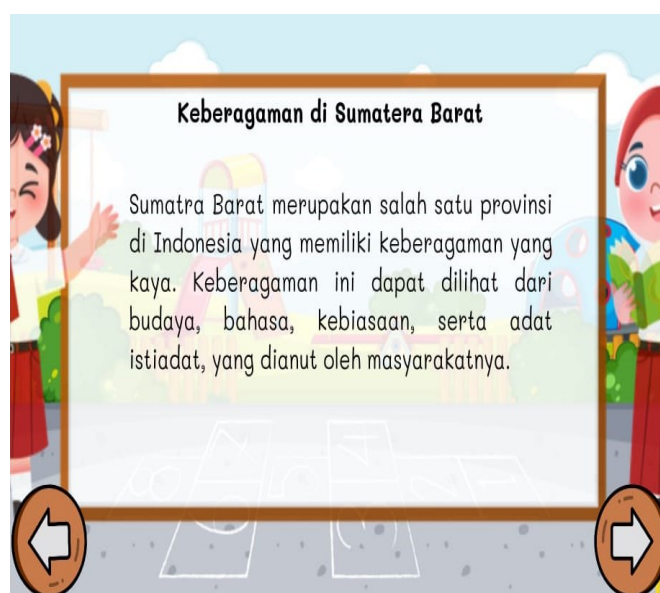 Keberagaman di Sumatera Barat
Sumatra Barat merupakan salah satu provinsi
di Indonesia yang memiliki keberagaman yang
kaya. Keberagaman ini dapat dilihat dari
budaya, bahasa, kebiasaan, serta adat
istiadat, yang dianut oleh masyarakatnya.